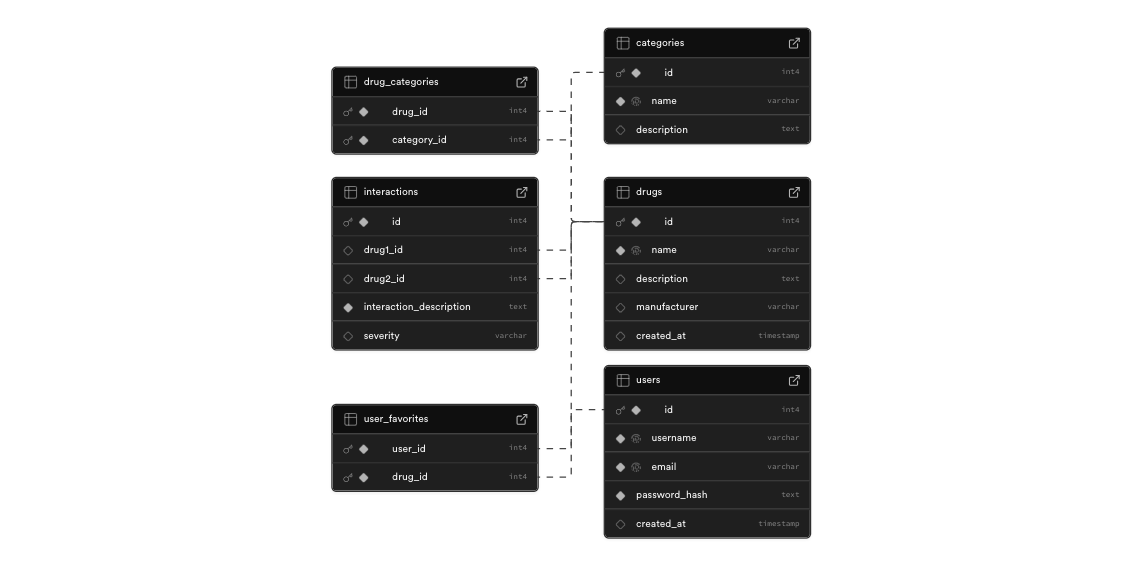 drug_categories
drug_id int4
category_id int4
interactions
id int4
drug1_id int4
drug2_id int4
interaction_description text
severity varchar
user_favorites
user_id int4
drug_id int4
categories
id int4
name varchar
description text
drugs
id int4
name varchar
description text
manufacturer varchar
created_at timestamp
users
id int4
username varchar
email varchar
password_hash text
created_at timestamp